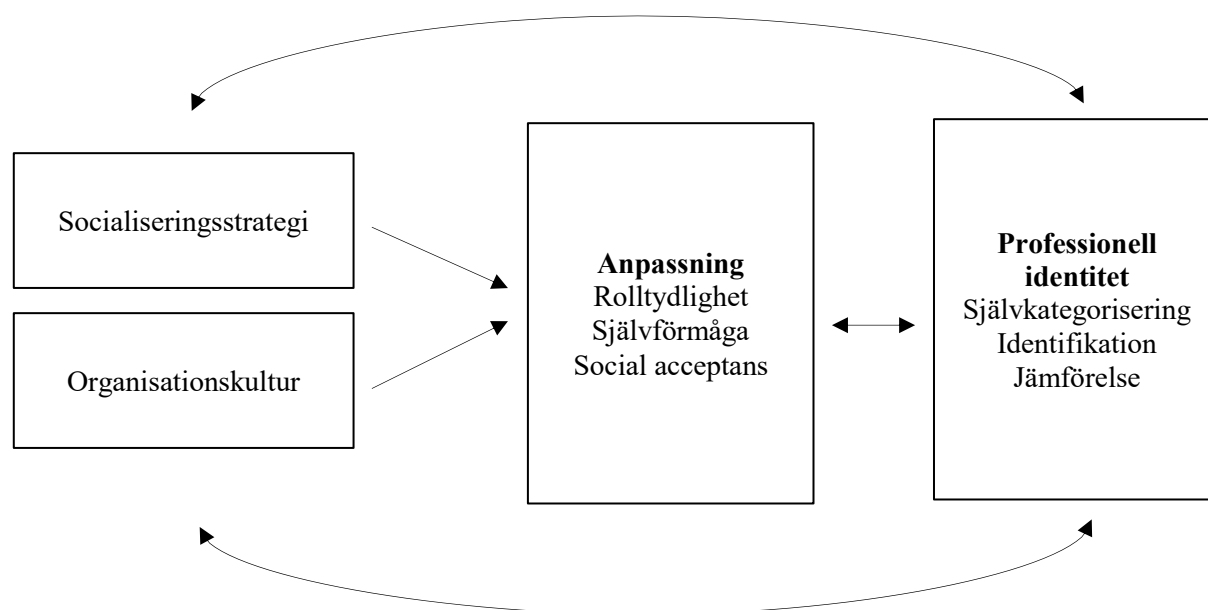 Socialiseringsstrategi
Organisationskultur
Anpassning
Rolltydlighet
Självförmåga
Social acceptans
Professionell
identitet
Självkategorisering
Identifikation
Jämförelse